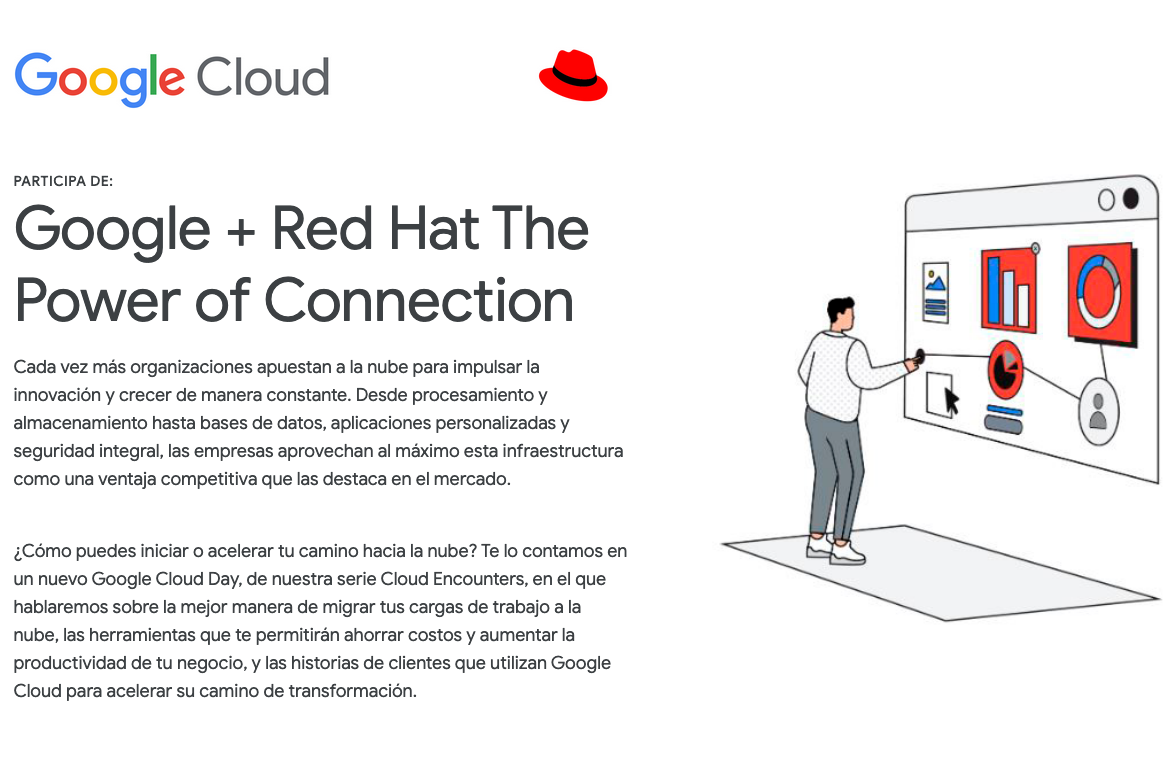 Google Cloud
PARTICIPA DE:
Google + Red Hat The
Power of Connection
Cada vez más organizaciones apuestan a la nube para impulsar la
innovación y crecer de manera constante. Desde procesamiento y
almacenamiento hasta bases de datos, aplicaciones personalizadas y
seguridad integral, las empresas aprovechan al máximo esta infraestructura
como una ventaja competitiva que las destaca en el mercado.
¿Cómo puedes iniciar o acelerar tu camino hacia la nube? Te lo contamos en
un nuevo Google Cloud Day, de nuestra serie Cloud Encounters, en el que
hablaremos sobre la mejor manera de migrar tus cargas de trabajo a la
nube, las herramientas que te permitirán ahorrar costos y aumentar la
productividad de tu negocio, y las historias de clientes que utilizan Google
Cloud para acelerar su camino de transformación.